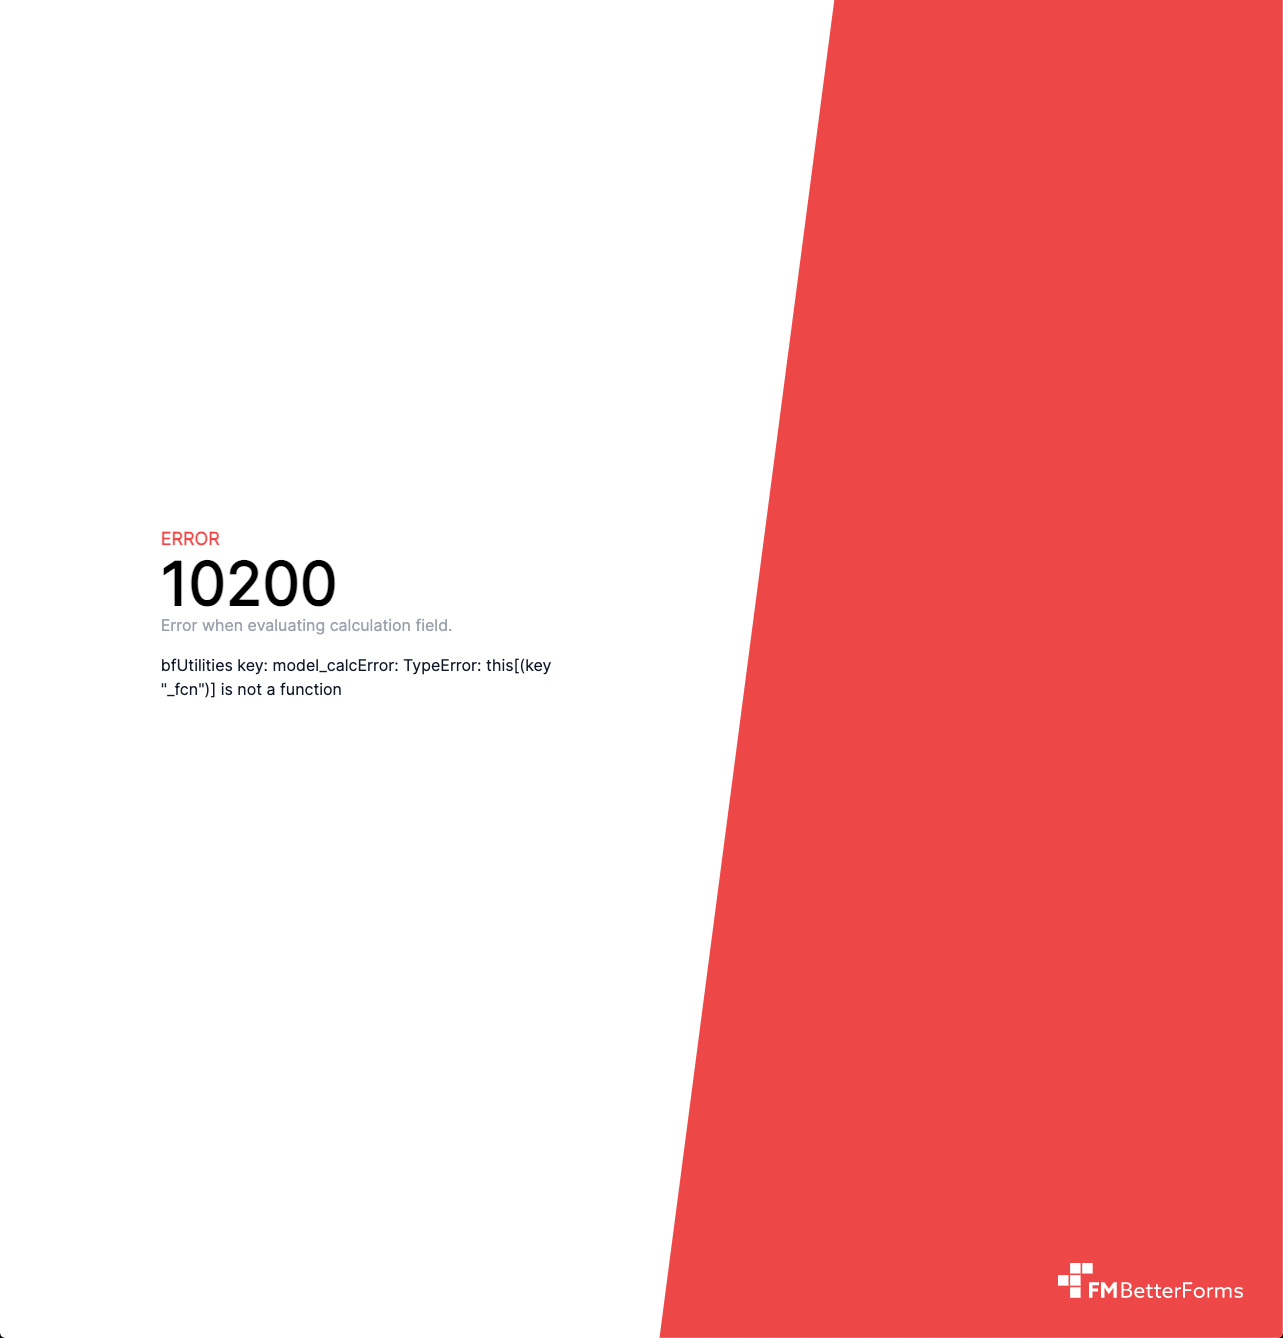 ERROR
10200
Error when evaluating calculation field.
bfUtilities key: model_calcError: TypeError: this[(key
"_fcn")] is not a function
FMBetterForms